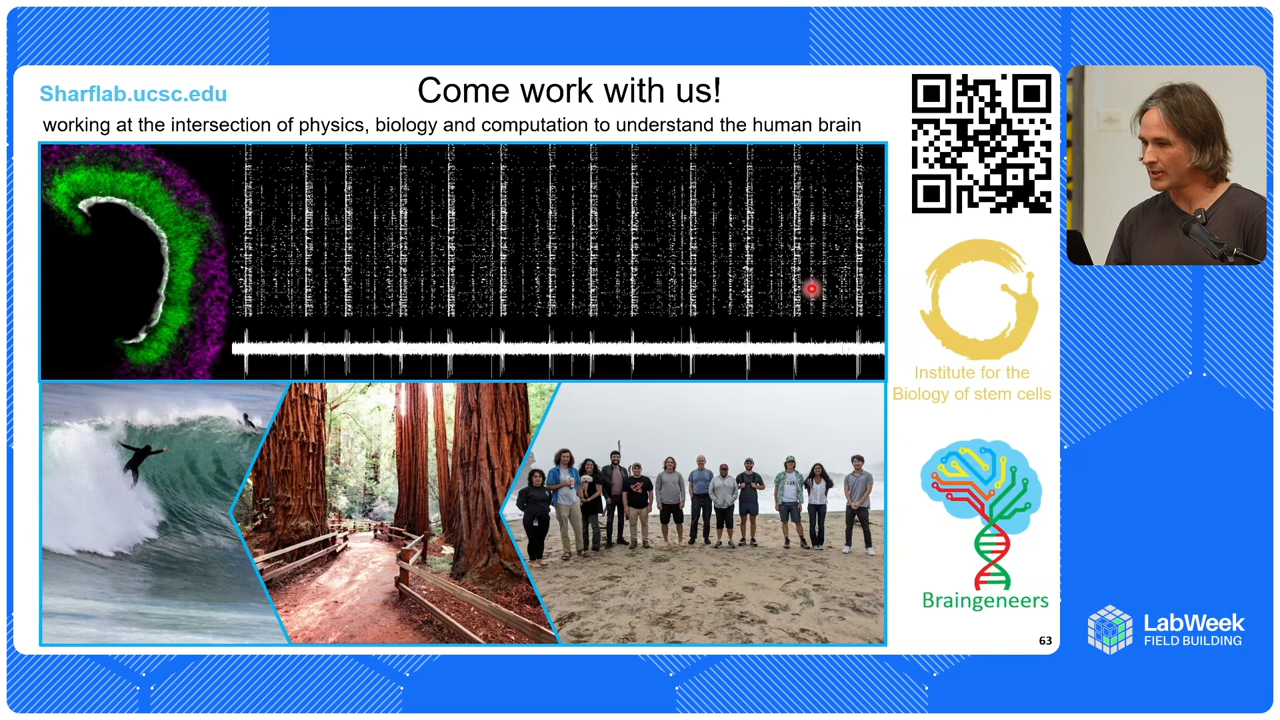 Sharflab.ucsc.edu
Come work with us!
working at the intersection of physics, biology and computation to understand the human brain
Institute for the
Biology of stem cells
Braingeneers
63
LabWeek
FIELD BUILDING